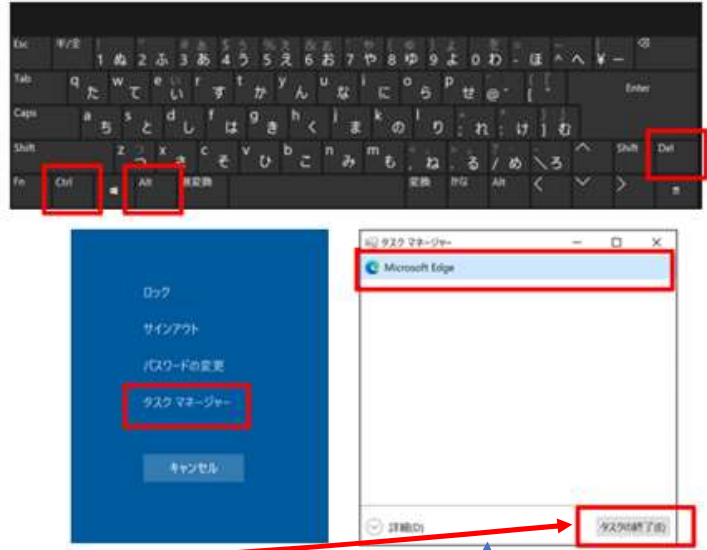 Esc 半/全 1 ぬ 2 ふ 3 あ 4 う 5 え 6 お 7 や 8 ゆ 9 よ 0 わ - ほ ^ へ ¥ ー
Tab q た w て e い r す t か y ん u な i に o ら p せ @ ゛ [ ゜ Enter
Caps a ち s と d し f は g き h く j ま k の l り ; れ : け ] む
Shift z つ x さ c そ v ひ b こ n み m も , ね . る / め \ ろ ^ Shift Del
Fn Ctrl Alt 無変換 変換 かな Alt < ∨ >
ロック
サインアウト
パスワードの変更
タスク マネージャー
キャンセル
タスク マネージャー
Microsoft Edge
詳細(D)
タスクの終了(E)